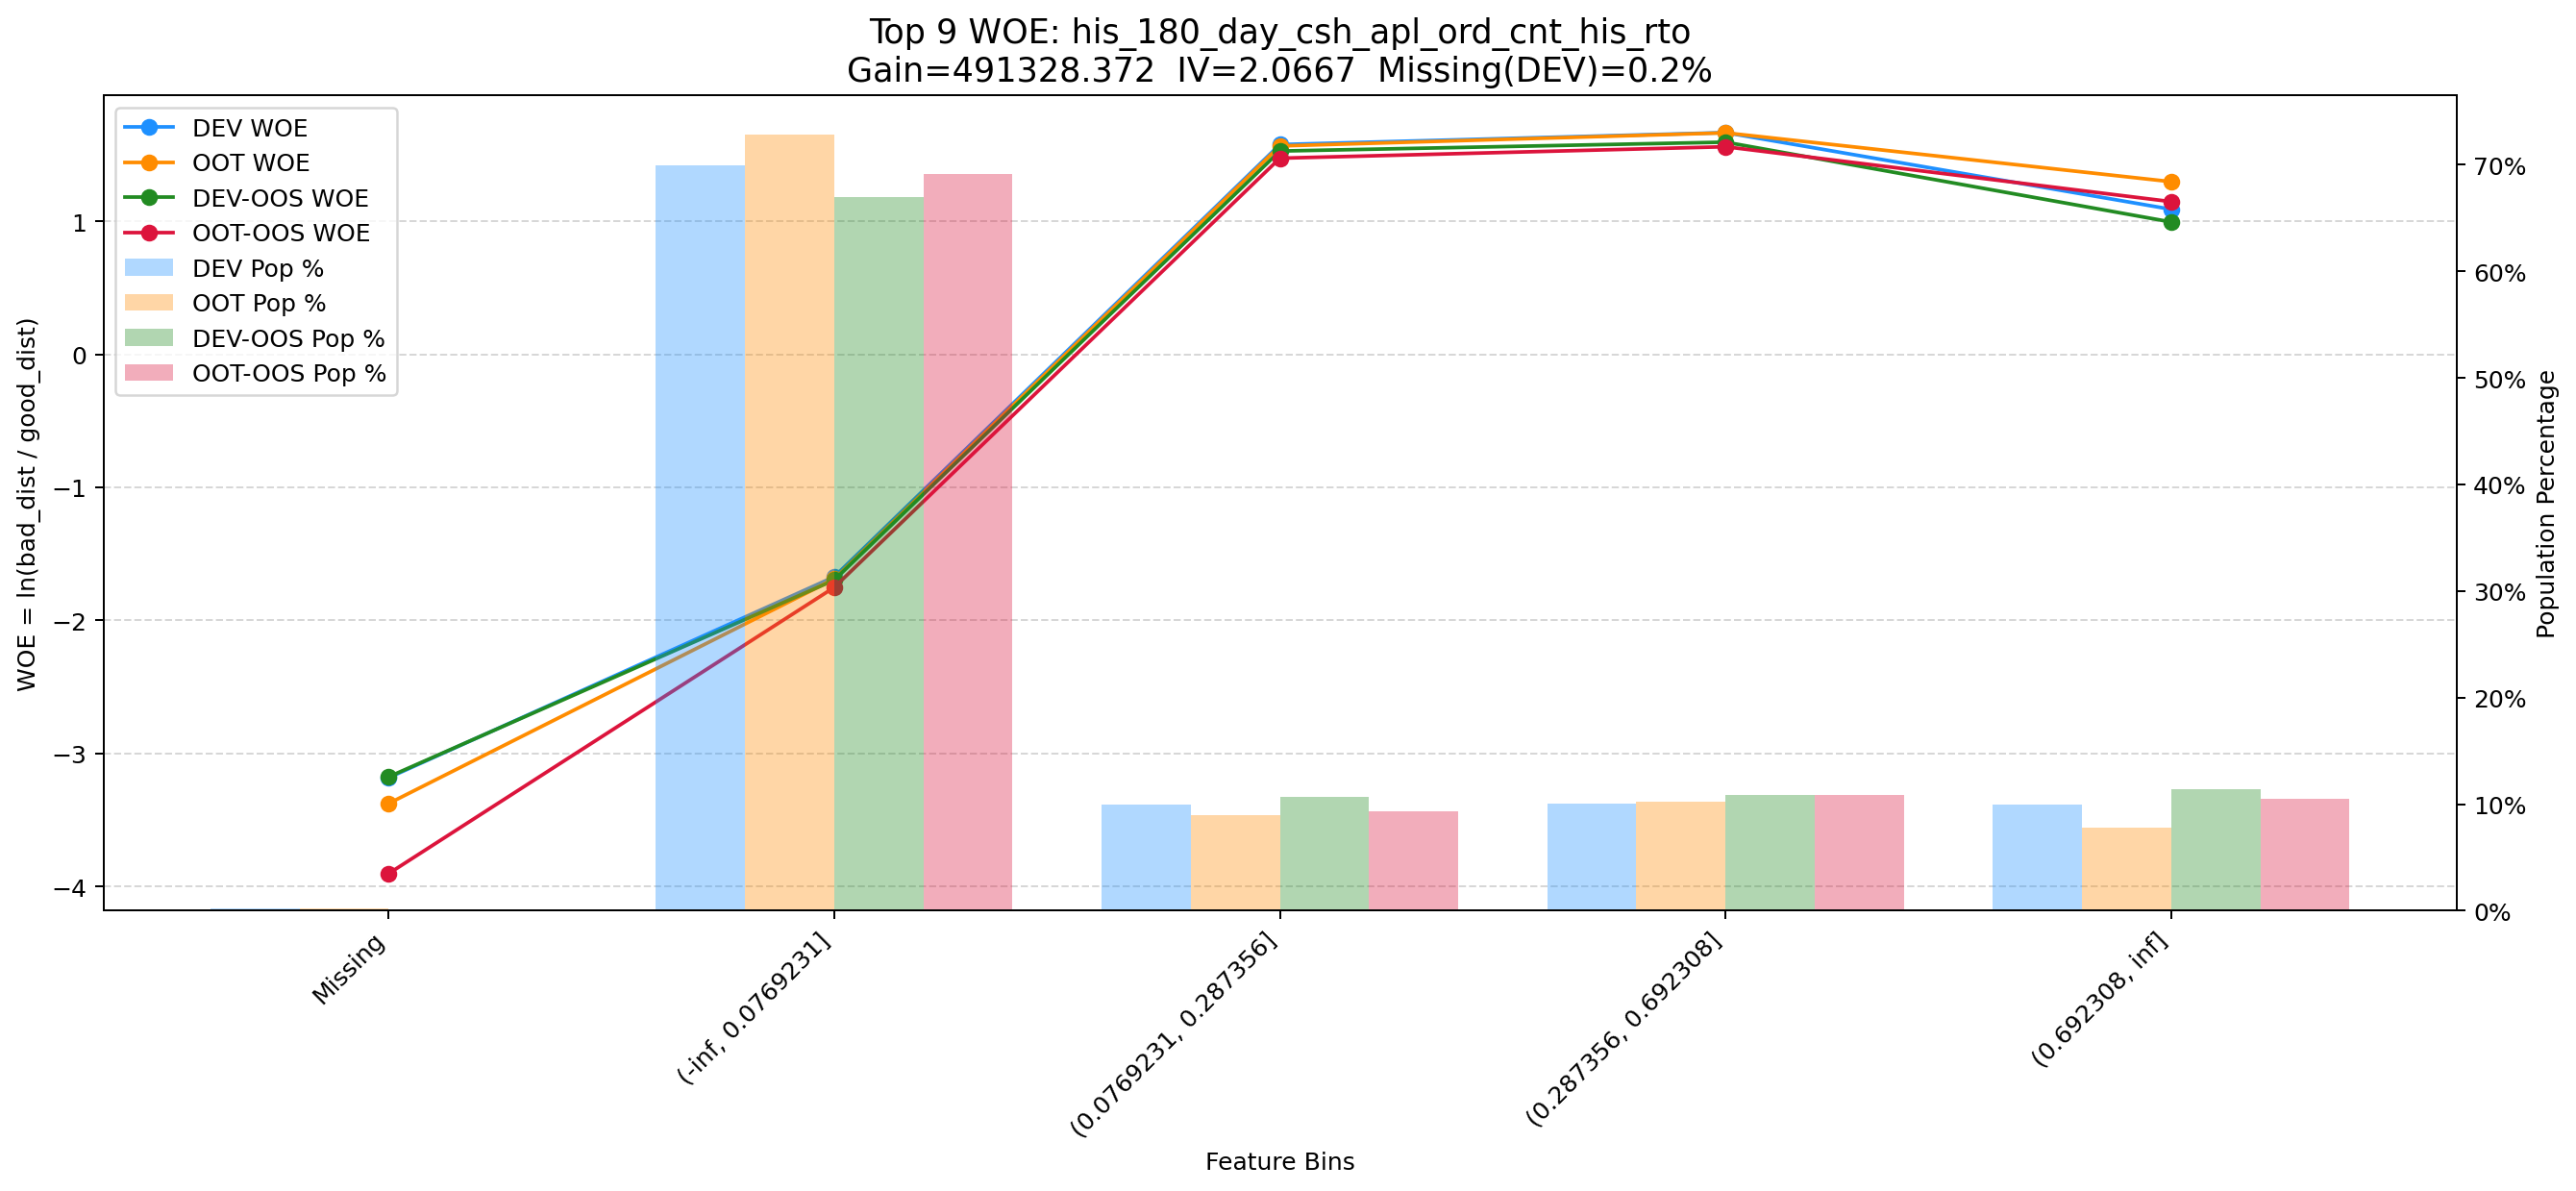 Top 9 WOE: his_180_day_csh_apl_ord_cnt_his_rto
Gain=491328.372  IV=2.0667  Missing(DEV)=0.2%
DEV WOE
OOT WOE
DEV-OOS WOE
OOT-OOS WOE
DEV Pop %
OOT Pop %
DEV-OOS Pop %
OOT-OOS Pop %
WOE = ln(bad_dist / good_dist)
1
0
−1
−2
−3
−4
70%
60%
50%
40%
30%
20%
10%
0%
Population Percentage
Missing
(-inf, 0.0769231]
(0.0769231, 0.287356]
(0.287356, 0.692308]
(0.692308, inf]
Feature Bins